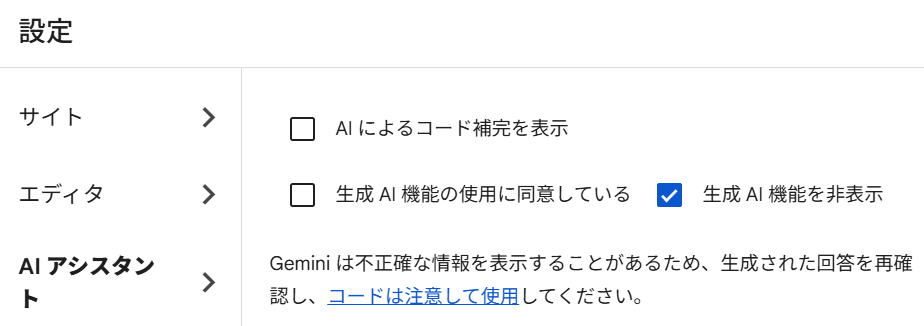 設定
サイト
AI によるコード補完を表示
エディタ
生成 AI 機能の使用に同意している
生成 AI 機能を非表示
AI アシスタン
ト
Gemini は不正確な情報を表示することがあるため、生成された回答を再確
認し、コードは注意して使用してください。